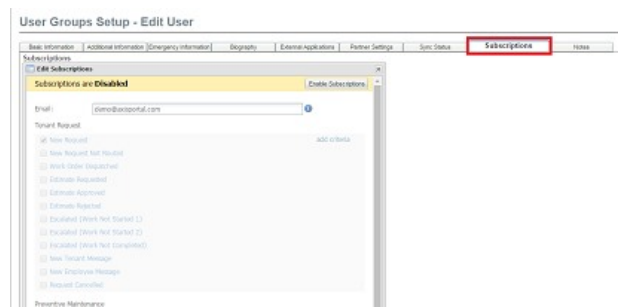 User Groups Setup - Edit User
Basic Information Additional Information Emergency Information Biography External Applications Partner Settings Sync Status Subscriptions Notes
Subscriptions
Edit Subscriptions
Subscriptions are Disabled Enable Subscriptions
Email: demo@axisportal.com
Tenant Request
New Request add criteria
New Request Not Routed
Work Order Dispatched
Estimate Requested
Estimate Approved
Estimate Rejected
Escalated (Work Not Started 1)
Escalated (Work Not Started 2)
Escalated (Work Not Completed)
New Tenant Message
New Employee Message
Request Cancelled
Preventive Maintenance